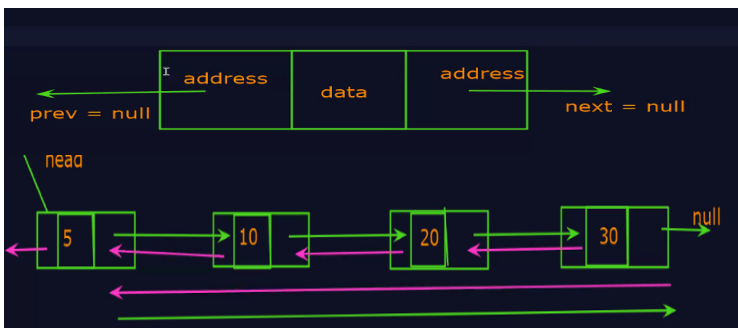 address
data
address
prev = null
next = null
head
5
10
20
30
null